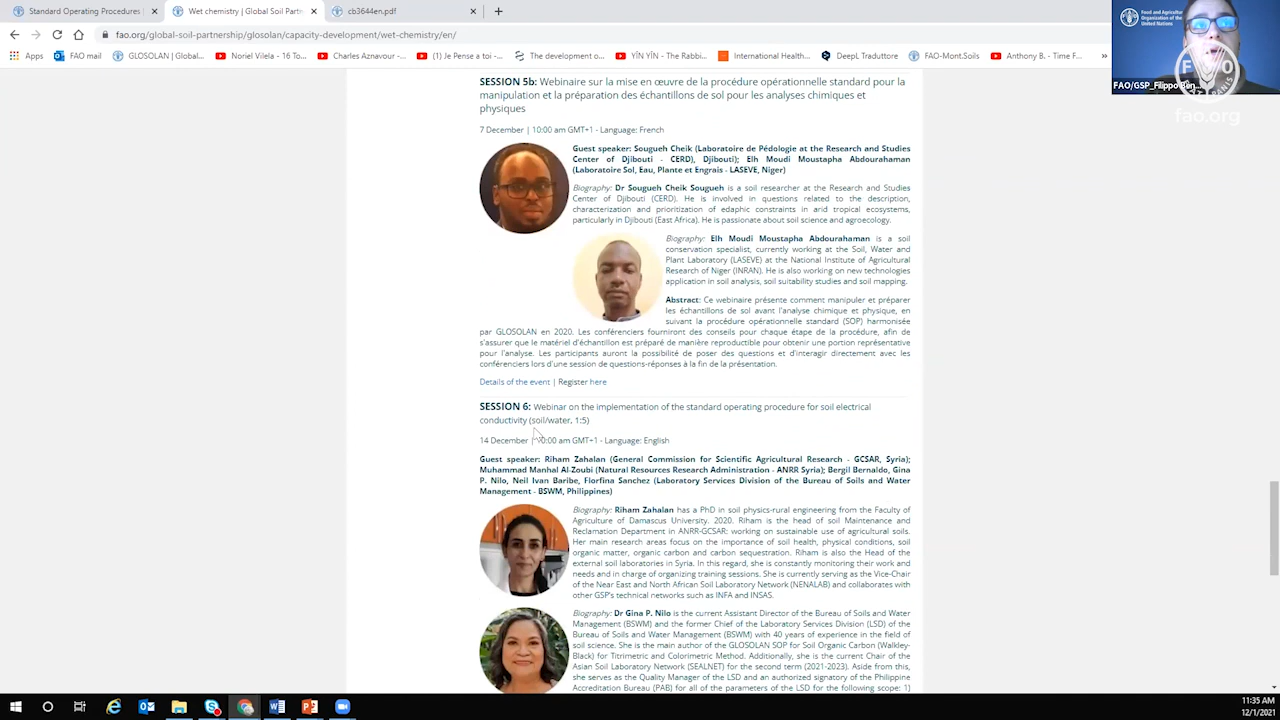 Standard Operating Procedures |
Wet chemistry | Global Soil Partn
cb3644en.pdf
fao.org/global-soil-partnership/glosolan/capacity-development/wet-chemistry/en/
Apps
FAO mail
GLOSOLAN | Global...
Noriel Vilela - 16 To...
Charles Aznavour -...
(1) Je Pense a toi -...
The development o...
YÍN YÍN - The Rabbi...
International Health...
DeepL Traduttore
FAO-Mont.Soils
Anthony B. - Time F...
»
Food and Agriculture
Organization of the
United Nations
FAO/GSP_Filippo Ben...
fao.org
SESSION 5b: Webinaire sur la mise en œuvre de la procédure opérationnelle standard pour la
manipulation et la préparation des échantillons de sol pour les analyses chimiques et
physiques
7 December | 10:00 am GMT+1 - Language: French
Guest speaker: Sougueh Cheik (Laboratoire de Pédologie at the Research and Studies
Center of Djibouti - CERD), Djibouti); Elh Moudi Moustapha Abdourahaman
(Laboratoire Sol, Eau, Plante et Engrais - LASEVE, Niger)
Biography: Dr Sougueh Cheik Sougueh is a soil researcher at the Research and Studies
Center of Djibouti (CERD). He is involved in questions related to the description,
characterization and prioritization of edaphic constraints in arid tropical ecosystems,
particularly in Djibouti (East Africa). He is passionate about soil science and agroecology.
Biography: Elh Moudi Moustapha Abdourahaman is a soil
conservation specialist, currently working at the Soil, Water and
Plant Laboratory (LASEVE) at the National Institute of Agricultural
Research of Niger (INRAN). He is also working on new technologies
application in soil analysis, soil suitability studies and soil mapping.
Abstract: Ce webinaire présente comment manipuler et préparer
les échantillons de sol avant l'analyse chimique et physique, en
suivant la procédure opérationnelle standard (SOP) harmonisée
par GLOSOLAN en 2020. Les conférenciers fourniront des conseils pour chaque étape de la procédure, afin de
s'assurer que le matériel d'échantillon est préparé de manière reproductible pour obtenir une portion représentative
pour l'analyse. Les participants auront la possibilité de poser des questions et d'interagir directement avec les
conférenciers lors d'une session de questions-réponses à la fin de la présentation.
Details of the event | Register here
SESSION 6: Webinar on the implementation of the standard operating procedure for soil electrical
conductivity (soil/water, 1:5)
14 December | 10:00 am GMT+1 - Language: English
Guest speaker: Riham Zahalan (General Commission for Scientific Agricultural Research - GCSAR, Syria);
Muhammad Manhal Al-Zoubi (Natural Resources Research Administration - ANRR Syria); Bergil Bernaldo, Gina
P. Nilo, Neil Ivan Baribe, Florfina Sanchez (Laboratory Services Division of the Bureau of Soils and Water
Management - BSWM, Philippines)
Biography: Riham Zahalan has a PhD in soil physics-rural engineering from the Faculty of
Agriculture of Damascus University. 2020. Riham is the head of soil Maintenance and
Reclamation Department in ANRR-GCSAR: working on sustainable use of agricultural soils.
Her main research areas focus on the importance of soil health, physical conditions, soil
organic matter, organic carbon and carbon sequestration. Riham is also the Head of the
external soil laboratories in Syria. In this regard, she is constantly monitoring their work and
needs and in charge of organizing training sessions. She is currently serving as the Vice-Chair
of the Near East and North African Soil Laboratory Network (NENALAB) and collaborates with
other GSP's technical networks such as INFA and INSAS.
Biography: Dr Gina P. Nilo is the current Assistant Director of the Bureau of Soils and Water
Management (BSWM) and the former Chief of the Laboratory Services Division (LSD) of the
Bureau of Soils and Water Management (BSWM) with 40 years of experience in the field of
soil science. She is the main author of the GLOSOLAN SOP for Soil Organic Carbon (Walkley-
Black) for Titrimetric and Colorimetric Method. Additionally, she is the current Chair of the
Asian Soil Laboratory Network (SEALNET) for the second term (2021-2023). Aside from this,
she serves as the Quality Manager of the LSD and an authorized signatory of the Philippine
Accreditation Bureau (PAB) for all of the parameters of the LSD for the following scope: 1)
11:35 AM
12/1/2021